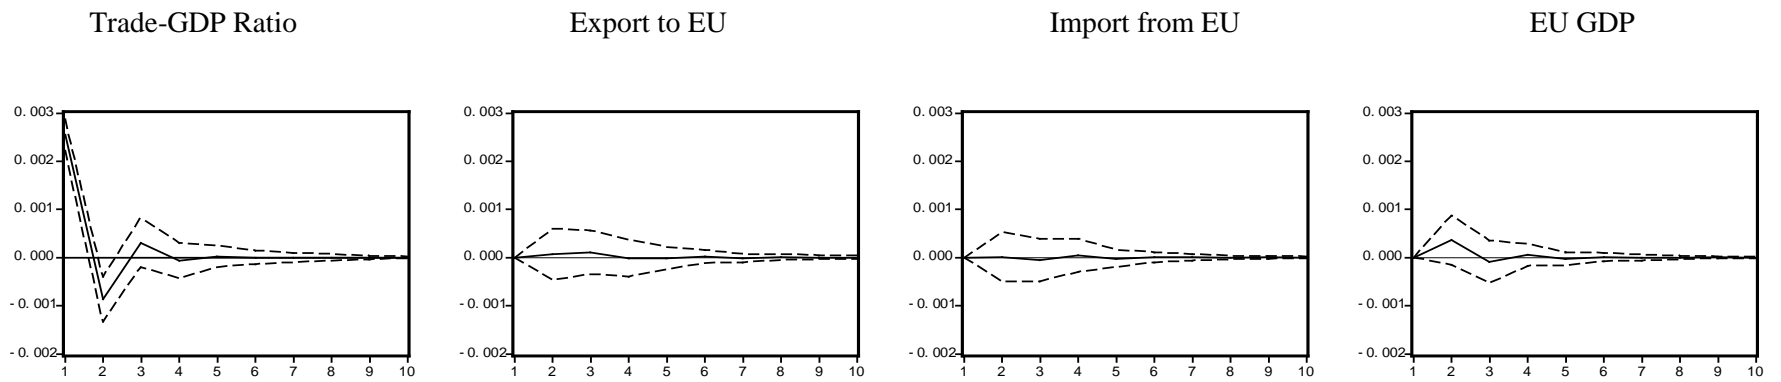 Trade-GDP Ratio Export to EU Import from EU EU GDP
0. 003 0. 003 0. 003 0. 003
0. 002 0. 002 0. 002 0. 002
0. 001 0. 001 0. 001 0. 001
0. 000 0. 000 0. 000 0. 000
- 0. 001 - 0. 001 - 0. 001 - 0. 001
- 0. 002 - 0. 002 - 0. 002 - 0. 002
1 2 3 4 5 6 7 8 9 10 1 2 3 4 5 6 7 8 9 10 1 2 3 4 5 6 7 8 9 10 1 2 3 4 5 6 7 8 9 10